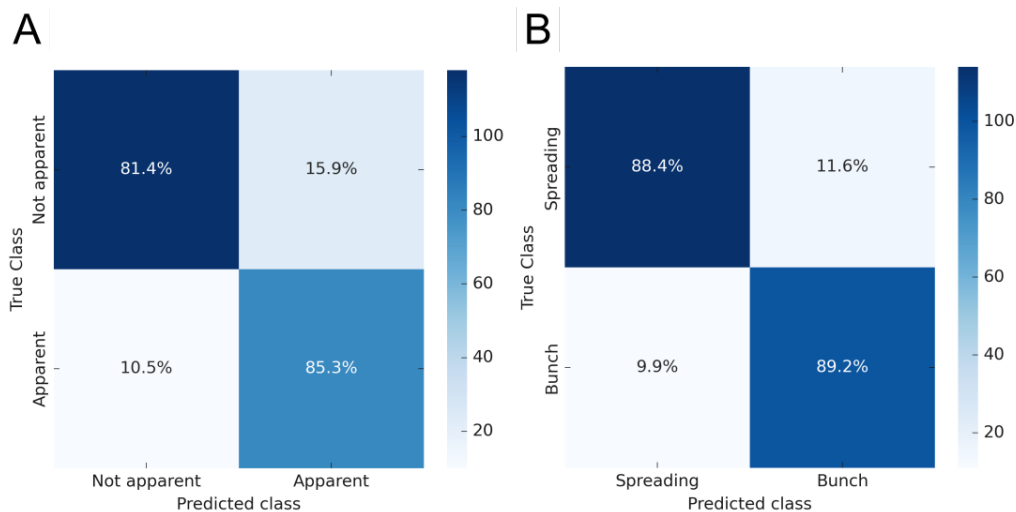 A
Not apparent
Apparent
True Class
81.4%
15.9%
10.5%
85.3%
Not apparent
Apparent
Predicted class
100
80
60
40
20
B
Spreading
Bunch
True Class
88.4%
11.6%
9.9%
89.2%
Spreading
Bunch
Predicted class
100
80
60
40
20